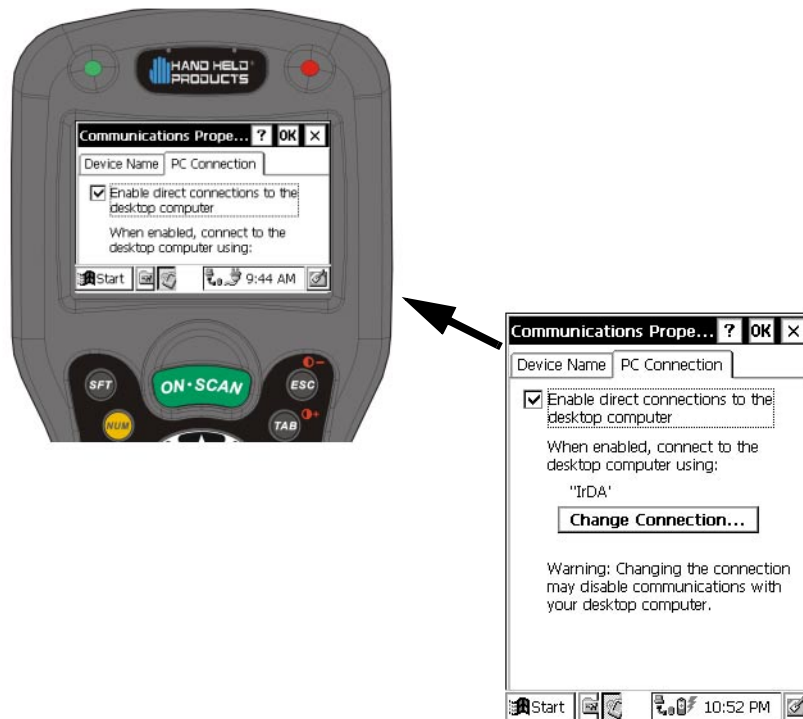 HAND HELD
PRODUCTS
Communications Prope... ? OK ×
Device Name PC Connection
Enable direct connections to the
desktop computer
When enabled, connect to the
desktop computer using:
Start 9:44 AM
SFT ON·SCAN ESC
NUM TAB
Communications Prope... ? OK ×
Device Name PC Connection
Enable direct connections to the
desktop computer
When enabled, connect to the
desktop computer using:
"IrDA'
Change Connection...
Warning: Changing the connection
may disable communications with
your desktop computer.
Start 10:52 PM